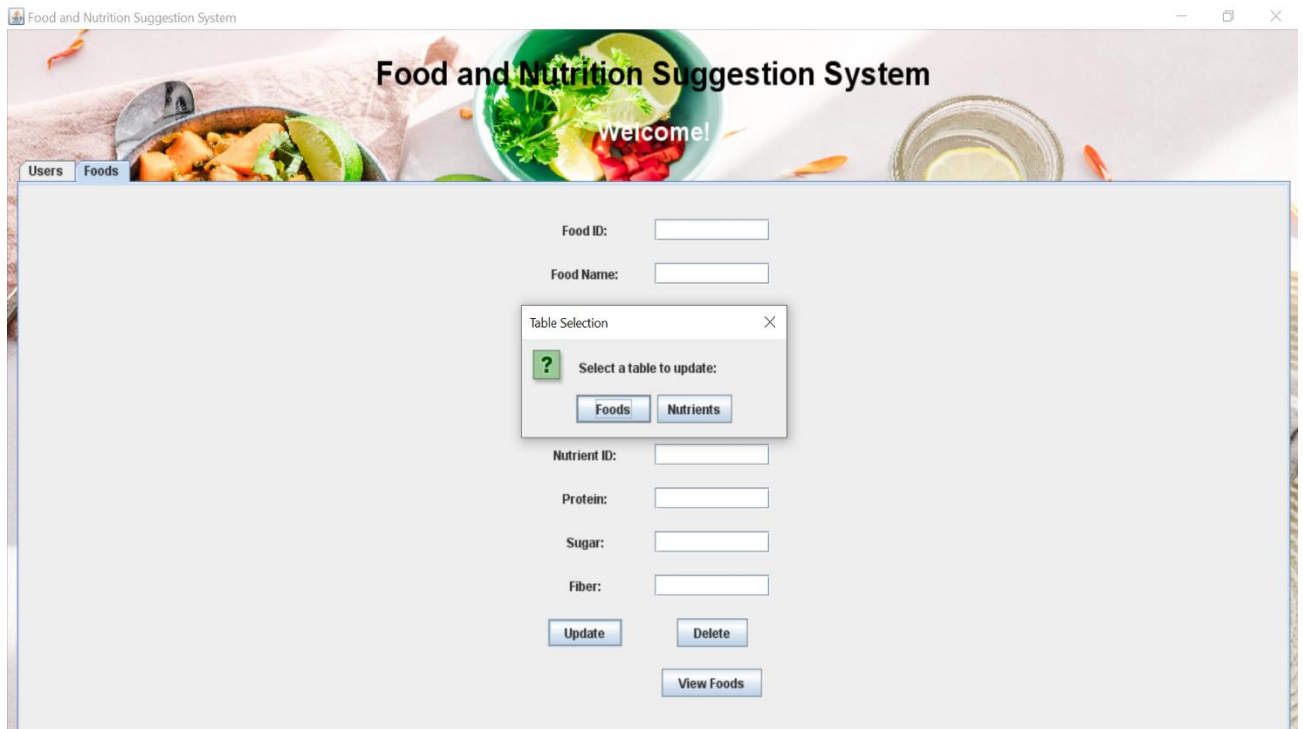 Food and Nutrition Suggestion System
Food and Nutrition Suggestion System
Welcome!
Users Foods
Food ID:
Food Name:
Table Selection
?
Select a table to update:
Foods Nutrients
Nutrient ID:
Protein:
Sugar:
Fiber:
Update Delete
View Foods